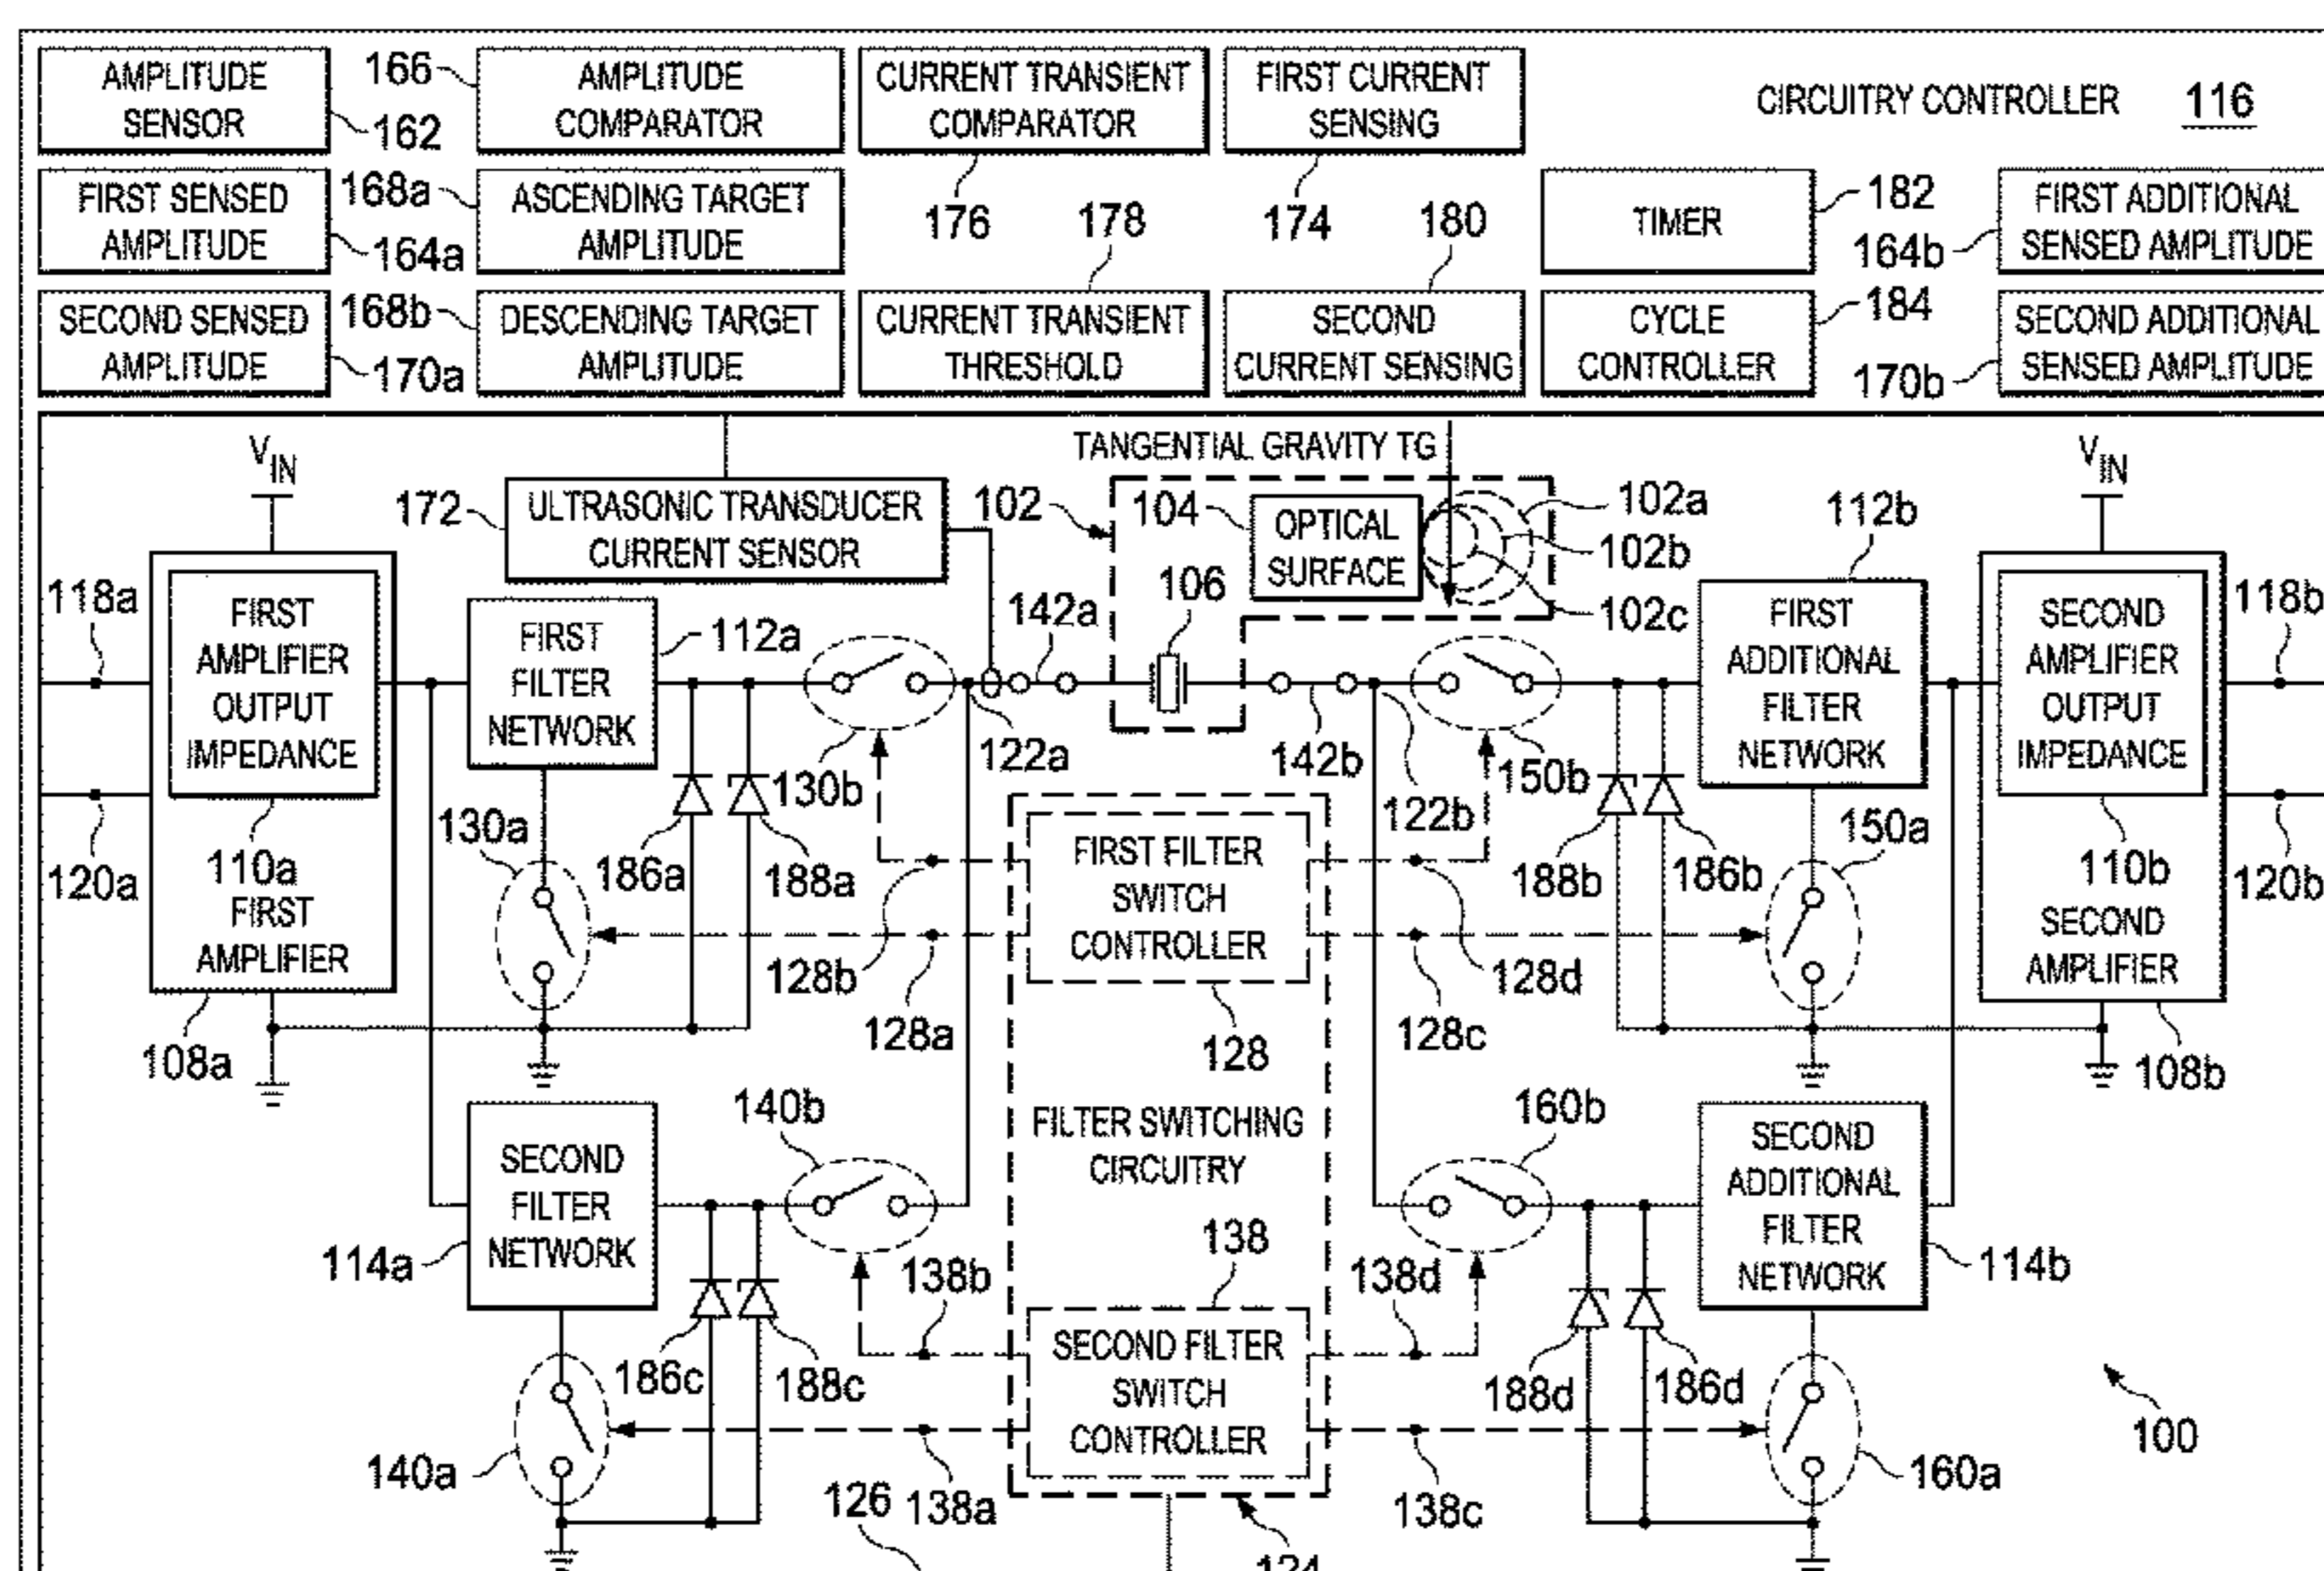 AMPLITUDE
SENSOR
162
166
AMPLITUDE
COMPARATOR
CURRENT TRANSIENT
COMPARATOR
176
FIRST CURRENT
SENSING
174
CIRCUITRY CONTROLLER 116
FIRST SENSED
AMPLITUDE
164a
168a
ASCENDING TARGET
AMPLITUDE
178
180
TIMER
182
164b
FIRST ADDITIONAL
SENSED AMPLITUDE
SECOND SENSED
AMPLITUDE
170a
168b
DESCENDING TARGET
AMPLITUDE
CURRENT TRANSIENT
THRESHOLD
SECOND
CURRENT SENSING
CYCLE
CONTROLLER
184
170b
SECOND ADDITIONAL
SENSED AMPLITUDE
VIN
172
ULTRASONIC TRANSDUCER
CURRENT SENSOR
TANGENTIAL GRAVITY TG
102
104
OPTICAL
SURFACE
102a
102b
102c
106
142a
112b
VIN
118a
FIRST
AMPLIFIER
OUTPUT
IMPEDANCE
110a
FIRST
AMPLIFIER
120a
108a
FIRST
FILTER
NETWORK
112a
130a
186a
188a
130b
122a
142b
122b
150b
FIRST
ADDITIONAL
FILTER
NETWORK
188b
186b
150a
SECOND
AMPLIFIER
OUTPUT
IMPEDANCE
110b
SECOND
AMPLIFIER
118b
120b
108b
FIRST FILTER
SWITCH
CONTROLLER
128b
128a
128
128d
128c
FILTER SWITCHING
CIRCUITRY
SECOND
FILTER
NETWORK
114a
140b
160b
SECOND
ADDITIONAL
FILTER
NETWORK
114b
186c
188c
138b
138
138d
SECOND FILTER
SWITCH
CONTROLLER
188d
186d
140a
138a
138c
160a
126
124
100